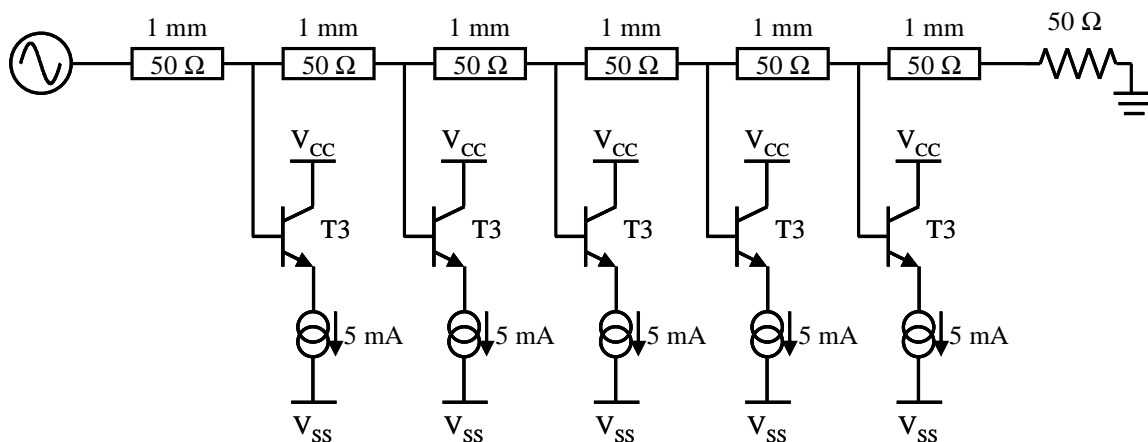 1 mm 1 mm 1 mm 1 mm 1 mm 1 mm 50 Ω
50 Ω 50 Ω 50 Ω 50 Ω 50 Ω 50 Ω
VCC VCC VCC VCC VCC
T3 T3 T3 T3 T3
5 mA 5 mA 5 mA 5 mA 5 mA
VSS VSS VSS VSS VSS